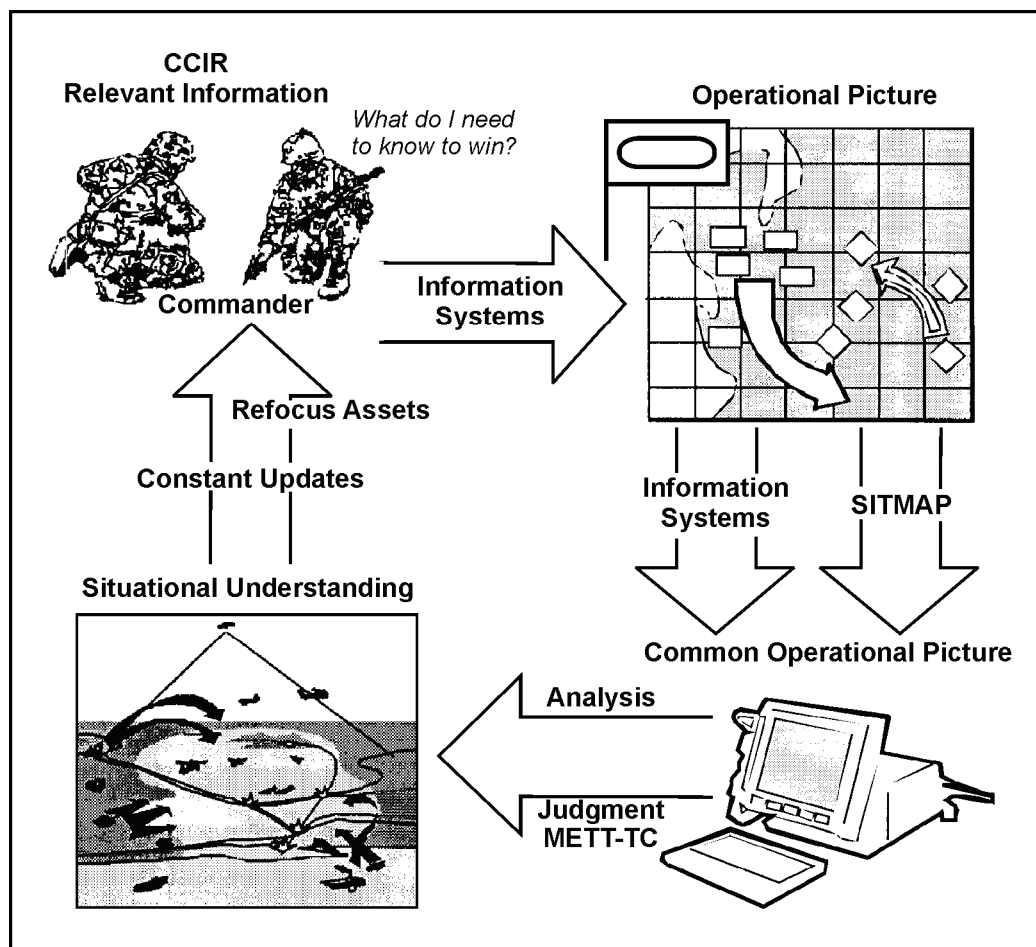 CCIR
Relevant Information
What do I need
to know to win?
Commander
Information
Systems
Operational Picture
Information
Systems
SITMAP
Common Operational Picture
Analysis
Judgment
METT-TC
Situational Understanding
Constant Updates
Refocus Assets